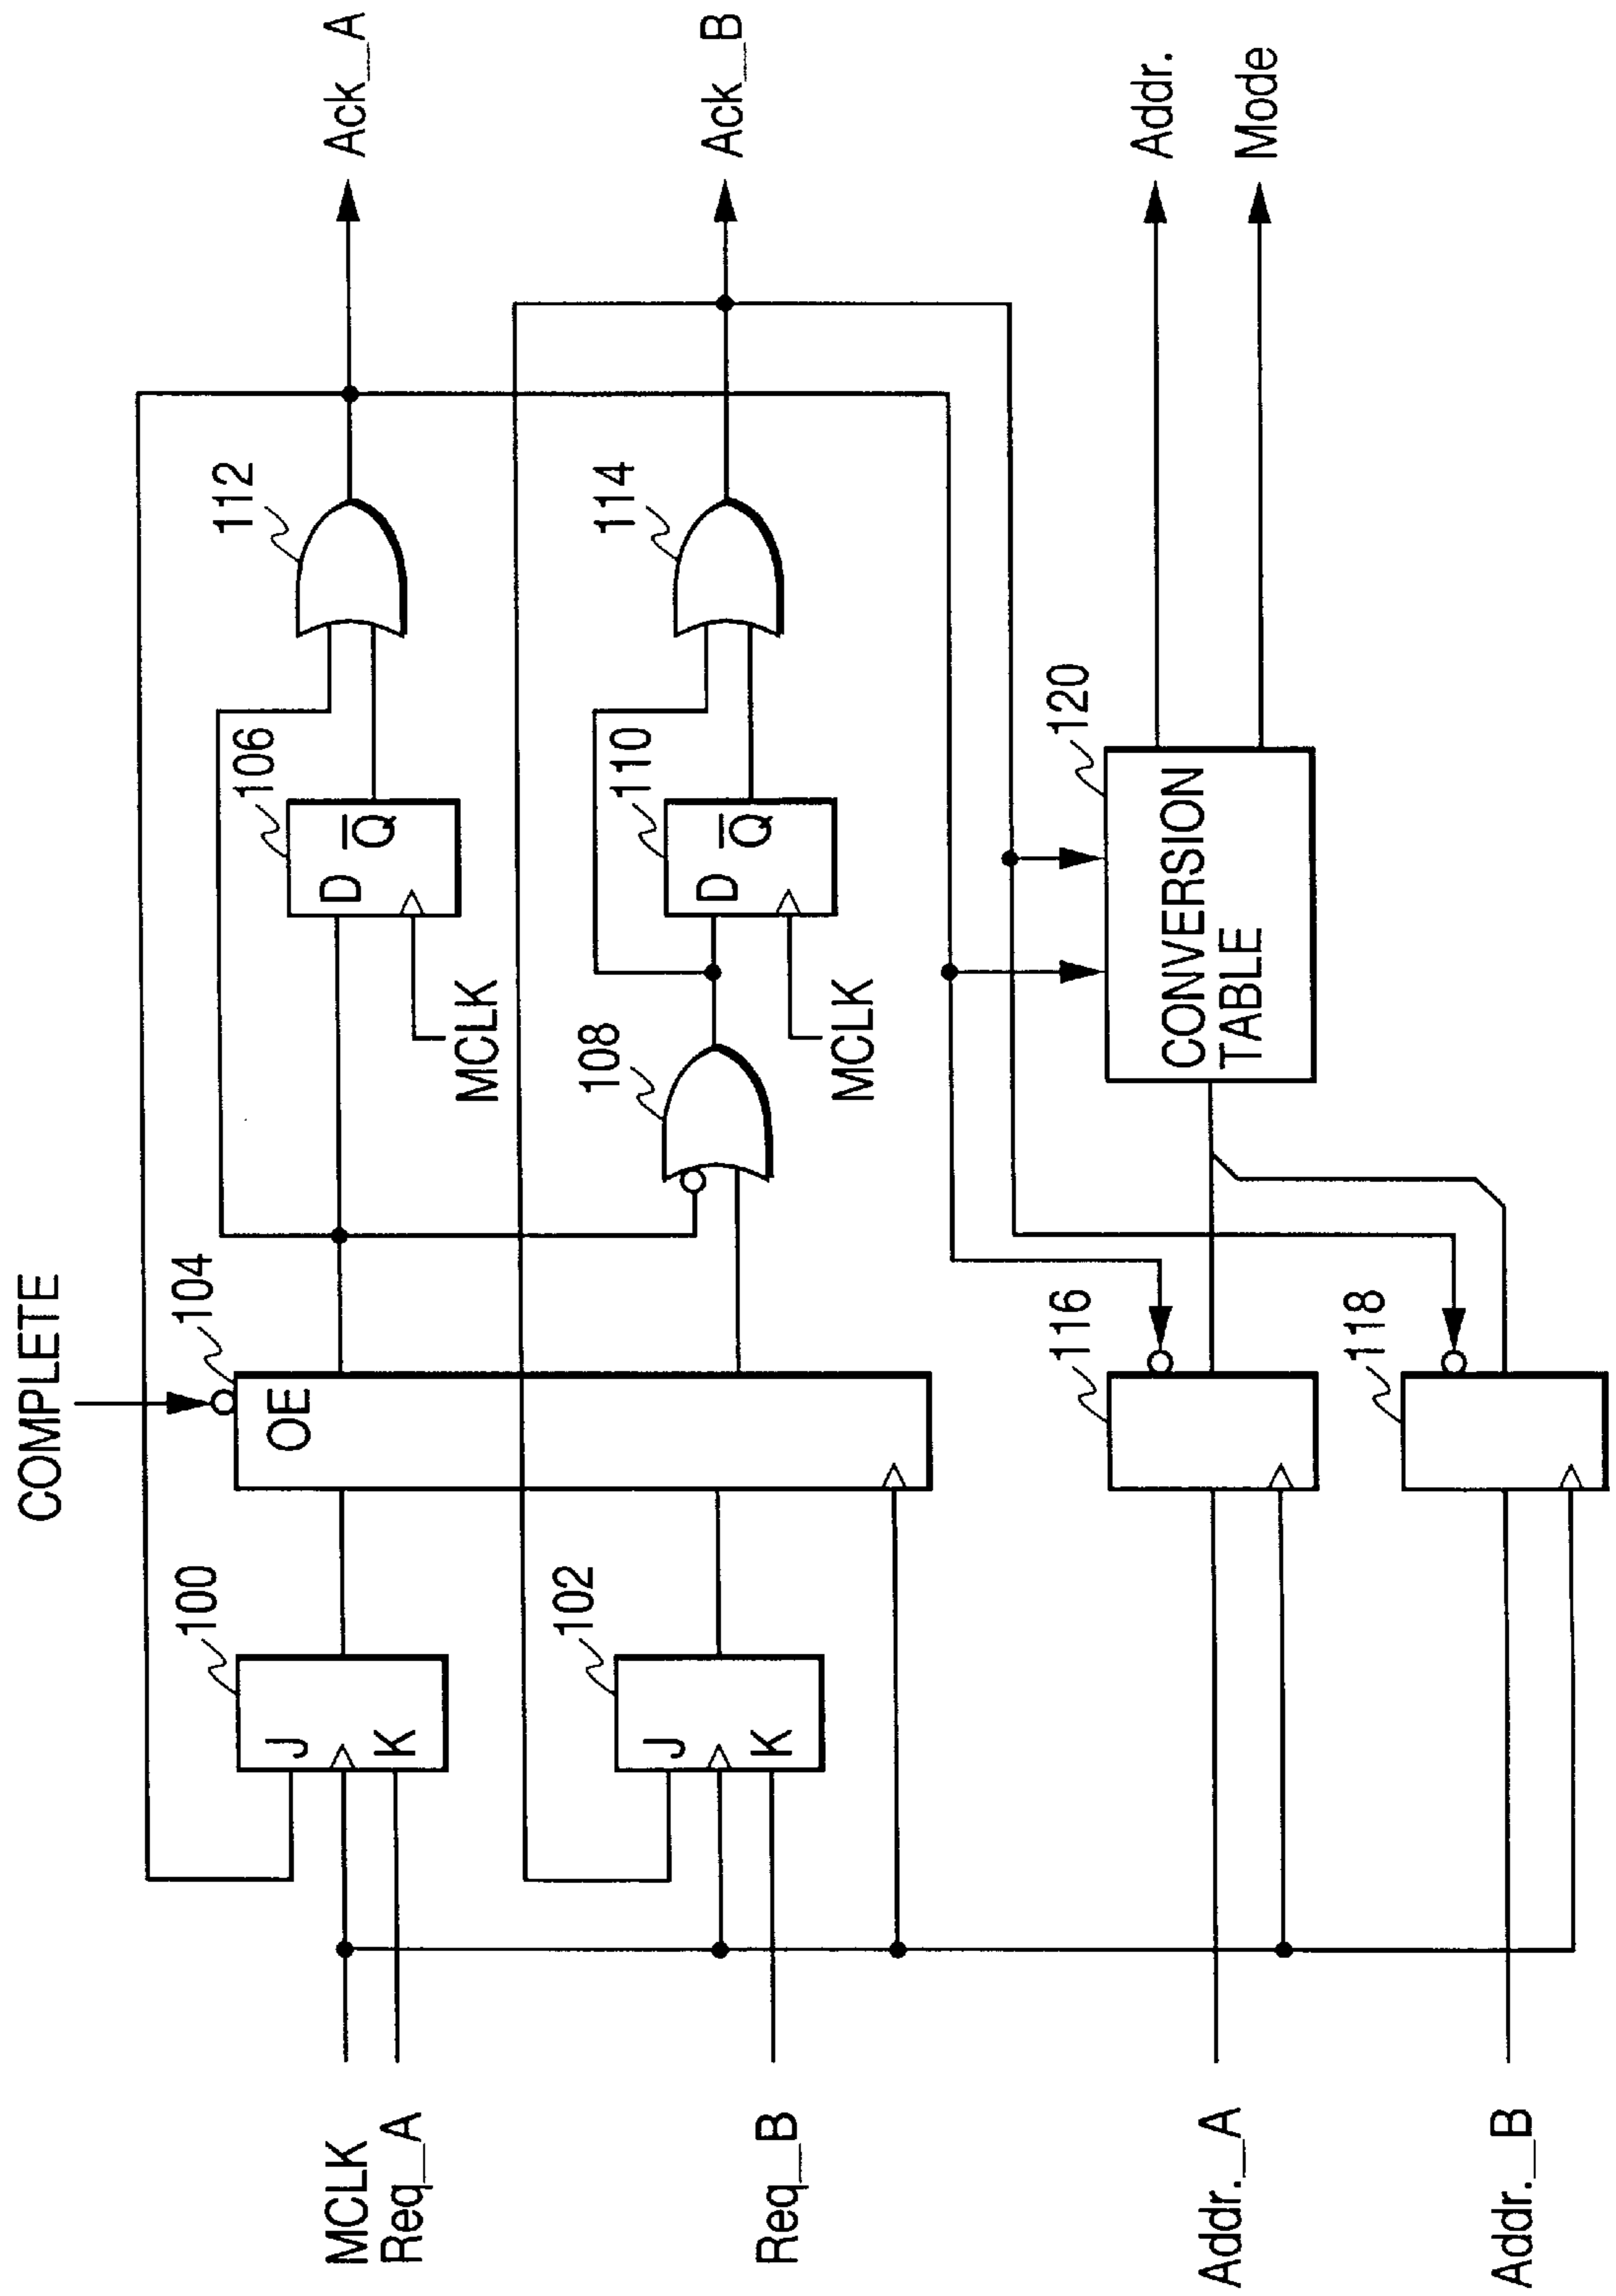 COMPLETE
MCLK
Req_A
J
K
100
OE
104
D Q̅
106
MCLK
112
Ack_A
Req_B
J
K
102
108
D Q̅
110
MCLK
114
Ack_B
Addr._A
116
CONVERSION
TABLE
120
Addr.
Mode
Addr._B
118